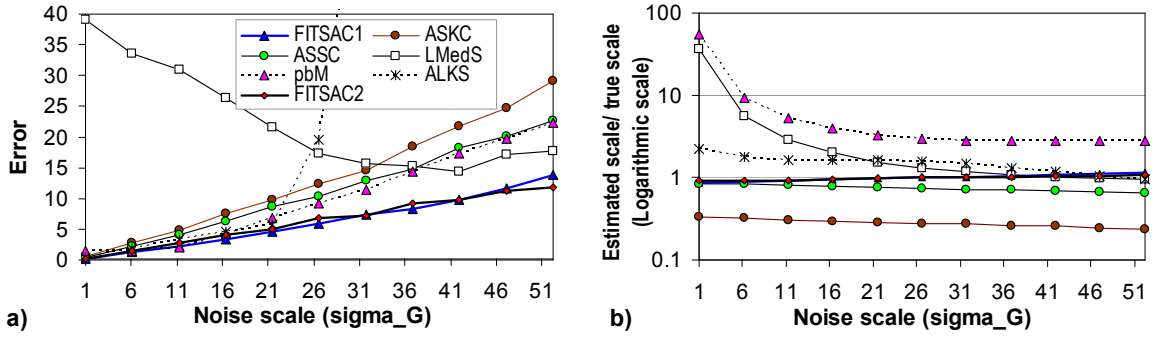 40
35
30
25
20
15
10
5
0
Error
FITSAC1
ASKC
ASSC
LMedS
pbM
ALKS
FITSAC2
1 6 11 16 21 26 31 36 41 46 51
Noise scale (sigma_G)
a)
100
10
1
0.1
Estimated scale/ true scale
(Logarithmic scale)
1 6 11 16 21 26 31 36 41 46 51
Noise scale (sigma_G)
b)